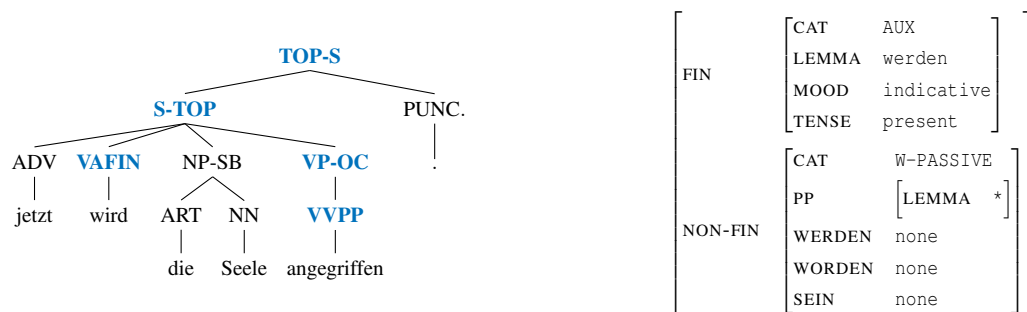 TOP-S
S-TOP PUNC.
ADV VAFIN NP-SB VP-OC .
jetzt wird ART NN VVPP
die Seele angegriffen
FIN
CAT AUX
LEMMA werden
MOOD indicative
TENSE present
NON-FIN
CAT W-PASSIVE
PP [LEMMA *]
WERDEN none
WORDEN none
SEIN none